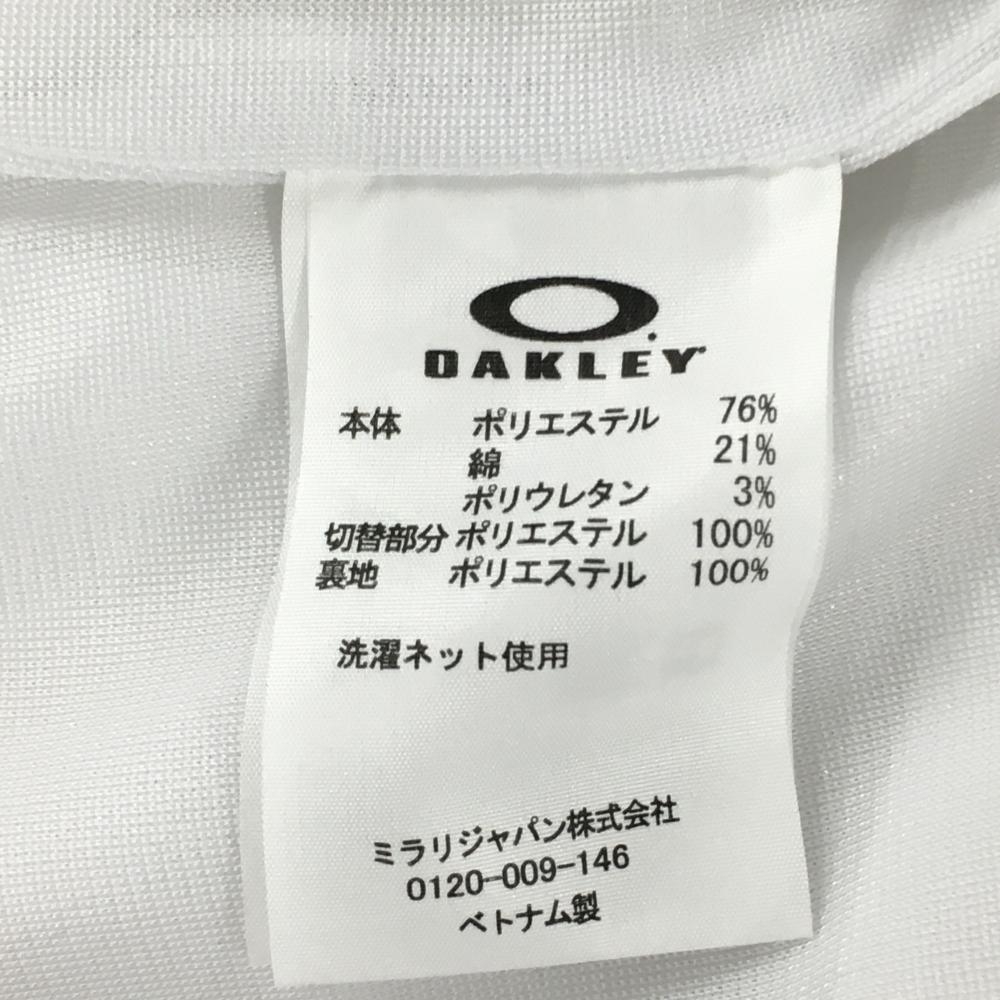 OAKLEY
本体 ポリエステル 76%
綿 21%
ポリウレタン 3%
切替部分 ポリエステル 100%
裏地 ポリエステル 100%
洗濯ネット使用
ミラリジャパン株式会社
0120-009-146
ベトナム製